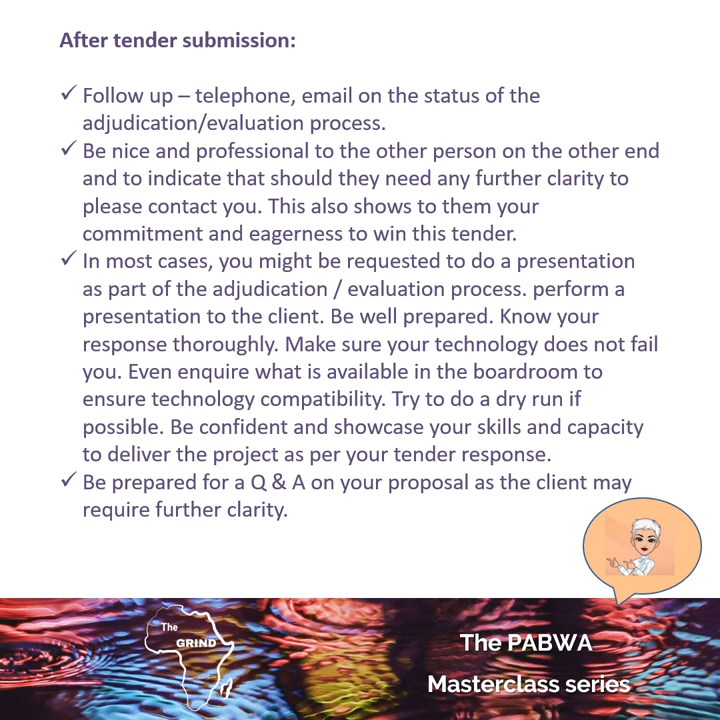 After tender submission:
✓ Follow up – telephone, email on the status of the
adjudication/evaluation process.
✓ Be nice and professional to the other person on the other end
and to indicate that should they need any further clarity to
please contact you. This also shows to them your
commitment and eagerness to win this tender.
✓ In most cases, you might be requested to do a presentation
as part of the adjudication / evaluation process. perform a
presentation to the client. Be well prepared. Know your
response thoroughly. Make sure your technology does not fail
you. Even enquire what is available in the boardroom to
ensure technology compatibility. Try to do a dry run if
possible. Be confident and showcase your skills and capacity
to deliver the project as per your tender response.
✓ Be prepared for a Q & A on your proposal as the client may
require further clarity.
The
GRIND
The PABWA
Masterclass series